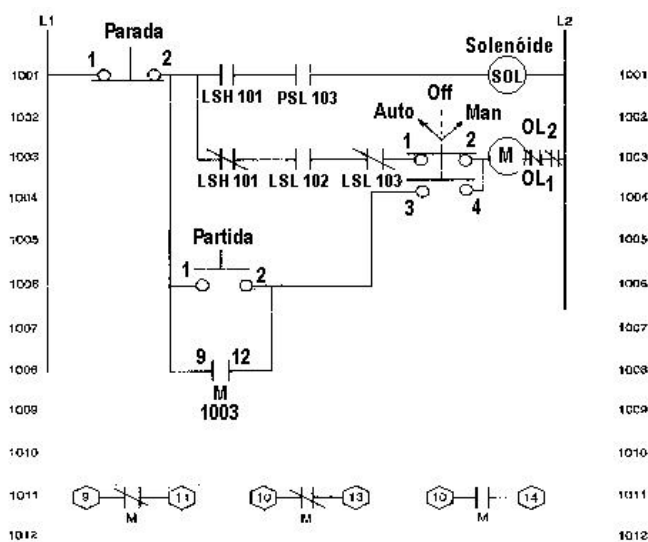 L1 L2
Parada Solenóide
1001 1 2 SOL 1001
LSH 101 PSL 103 Off
1002 Auto Man 1002
1 2 OL2
1003 M 1003
LSH 101 LSL 102 LSL 103 OL1
1004 3 4 1004
1005 Partida 1005
1 2
1006 1006
1007 1007
9 12
1008 1008
M
1009 1003 1009
1010 1010
1011 9 11 10 13 10 14 1011
M M M
1012 1012